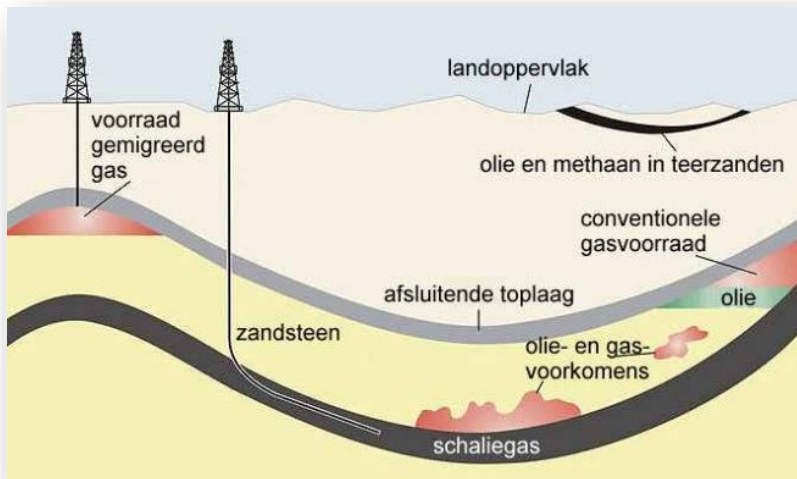 landoppervlak
voorraad
gemigreerd
gas
olie en methaan in teerzanden
conventionele
gasvoorraad
afsluitende toplaag
olie
zandsteen
olie- en gas-
voorkomens
schaliegas